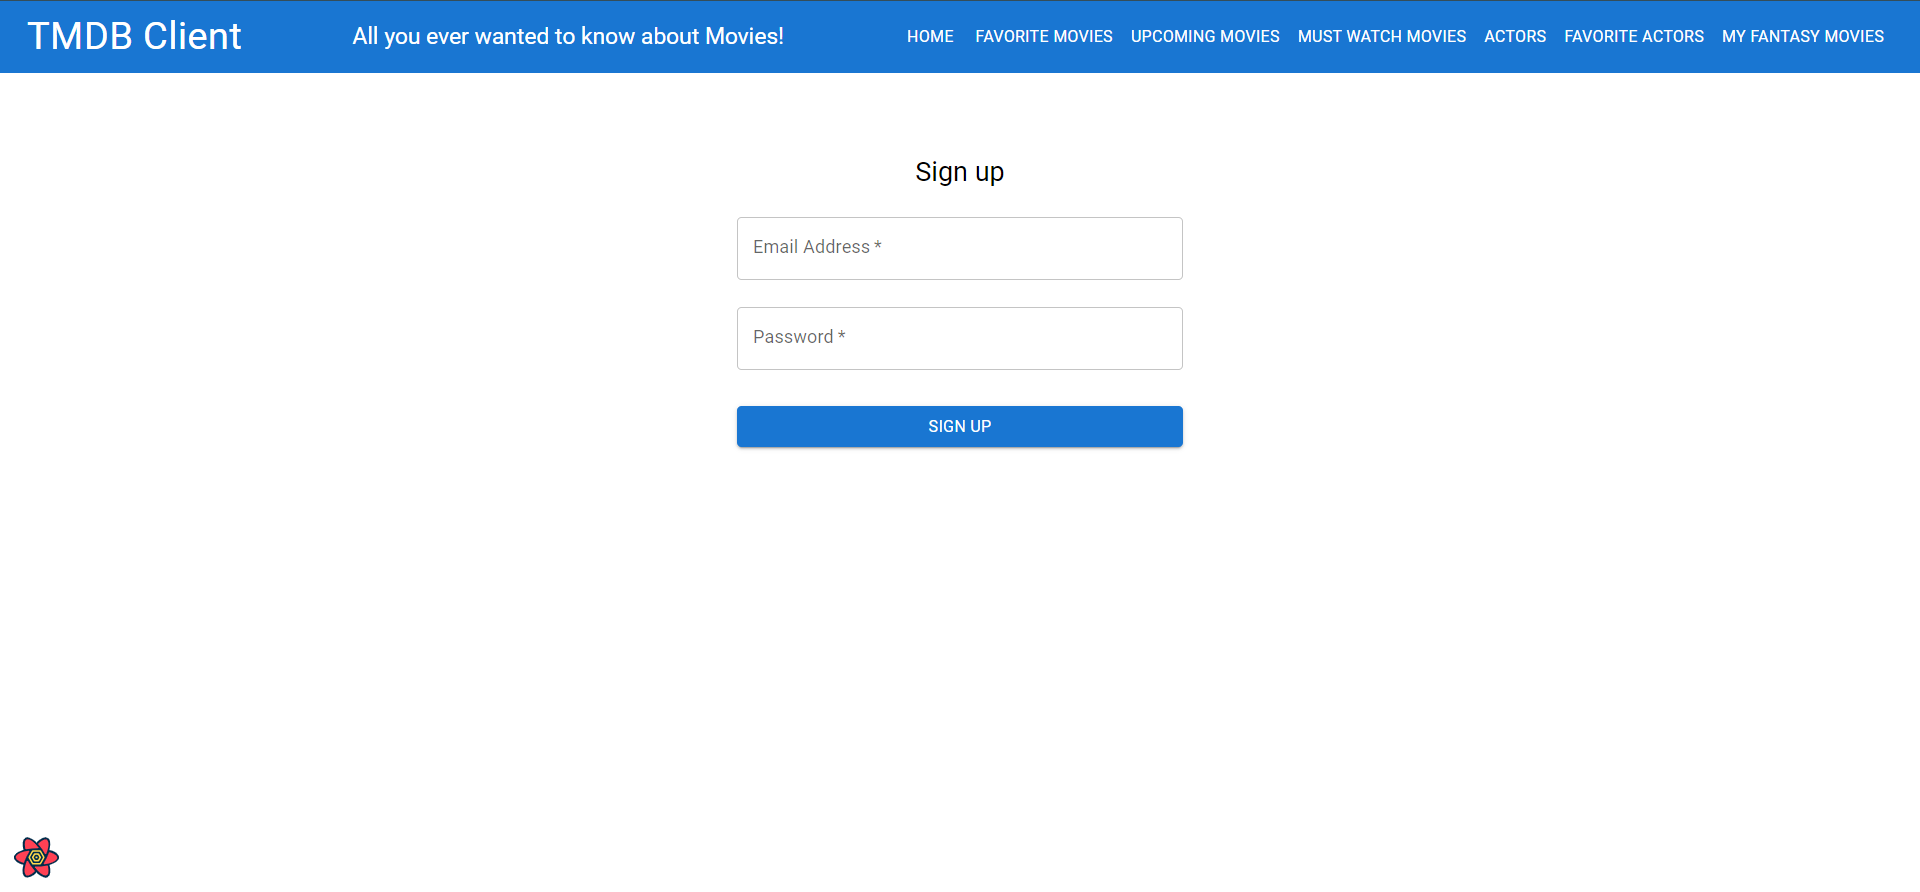 TMDB Client
All you ever wanted to know about Movies!
HOME FAVORITE MOVIES UPCOMING MOVIES MUST WATCH MOVIES ACTORS FAVORITE ACTORS MY FANTASY MOVIES
Sign up
Email Address *
Password *
SIGN UP